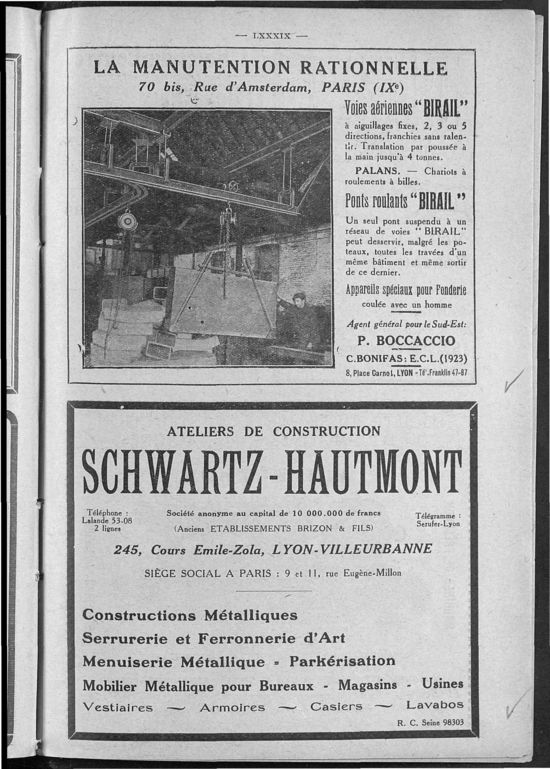 — LXXXIX —
LA MANUTENTION RATIONNELLE
70 bis, Rue d'Amsterdam, PARIS (IXe)
Voies aériennes "BIRAIL"
à aiguillages fixes, 2, 3 ou 5
directions, franchies sans ralen-
tir. Translation par poussée à
la main jusqu'à 4 tonnes.
PALANS. — Chariots à
roulements à billes.
Ponts roulants "BIRAIL"
Un seul pont suspendu à un
réseau de voies "BIRAIL"
peut desservir, malgré les po-
teaux, toutes les travées d'un
même bâtiment et même sortir
de ce dernier.
Appareils spéciaux pour Fonderie
coulée avec un homme
Agent général pour le Sud-Est:
P. BOCCACCIO
C. BONIFAS: E.C.L. (1923)
8, Place Carnot, LYON - Tél. Franklin 47-87
ATELIERS DE CONSTRUCTION
SCHWARTZ-HAUTMONT
Téléphone :
Lalande 53-08
2 lignes
Société anonyme au capital de 10 000.000 de francs
(Anciens ETABLISSEMENTS BRIZON & FILS)
Télégramme :
Serufer-Lyon
245, Cours Emile-Zola, LYON-VILLEURBANNE
SIÈGE SOCIAL A PARIS : 9 et 11, rue Eugène-Millon
Constructions Métalliques
Serrurerie et Ferronnerie d'Art
Menuiserie Métallique - Parkérisation
Mobilier Métallique pour Bureaux - Magasins - Usines
Vestiaires — Armoires — Casiers — Lavabos
R. C. Seine 98303